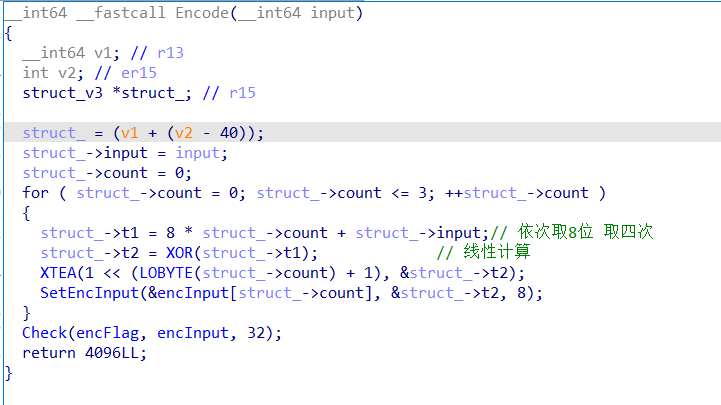 __int64 __fastcall Encode(__int64 input)
{
  __int64 v1; // r13
  int v2; // er15
  struct_v3 *struct_; // r15

  struct_ = (v1 + (v2 - 40));
  struct_->input = input;
  struct_->count = 0;
  for ( struct_->count = 0; struct_->count <= 3; ++struct_->count )
  {
    struct_->t1 = 8 * struct_->count + struct_->input;// 依次取8位 取四次
    struct_->t2 = XOR(struct_->t1);               // 线性计算
    XTEA(1 << (LOBYTE(struct_->count) + 1), &struct_->t2);
    SetEncInput(&encInput[struct_->count], &struct_->t2, 8);
  }
  Check(encFlag, encInput, 32);
  return 4096LL;
}